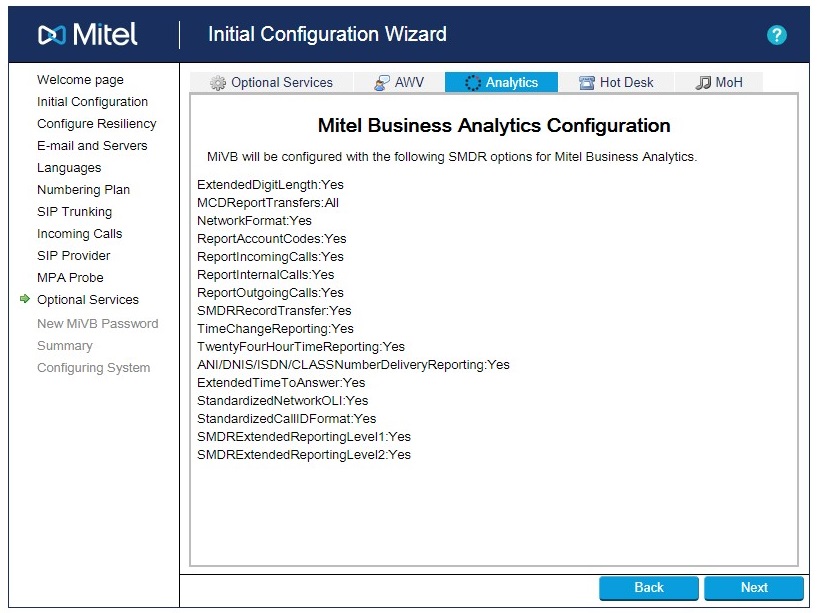 Mitel
Initial Configuration Wizard
?
Welcome page
Initial Configuration
Configure Resiliency
E-mail and Servers
Languages
Numbering Plan
SIP Trunking
Incoming Calls
SIP Provider
MPA Probe
Optional Services
New MiVB Password
Summary
Configuring System
Optional Services
AWV
Analytics
Hot Desk
MoH
Mitel Business Analytics Configuration
MiVB will be configured with the following SMDR options for Mitel Business Analytics.
ExtendedDigitLength:Yes
MCDReportTransfers:All
NetworkFormat:Yes
ReportAccountCodes:Yes
ReportIncomingCalls:Yes
ReportInternalCalls:Yes
ReportOutgoingCalls:Yes
SMDRRecordTransfer:Yes
TimeChangeReporting:Yes
TwentyFourHourTimeReporting:Yes
ANI/DNIS/ISDN/CLASSNumberDeliveryReporting:Yes
ExtendedTimeToAnswer:Yes
StandardizedNetworkOLI:Yes
StandardizedCallIDFormat:Yes
SMDRExtendedReportingLevel1:Yes
SMDRExtendedReportingLevel2:Yes
Back
Next